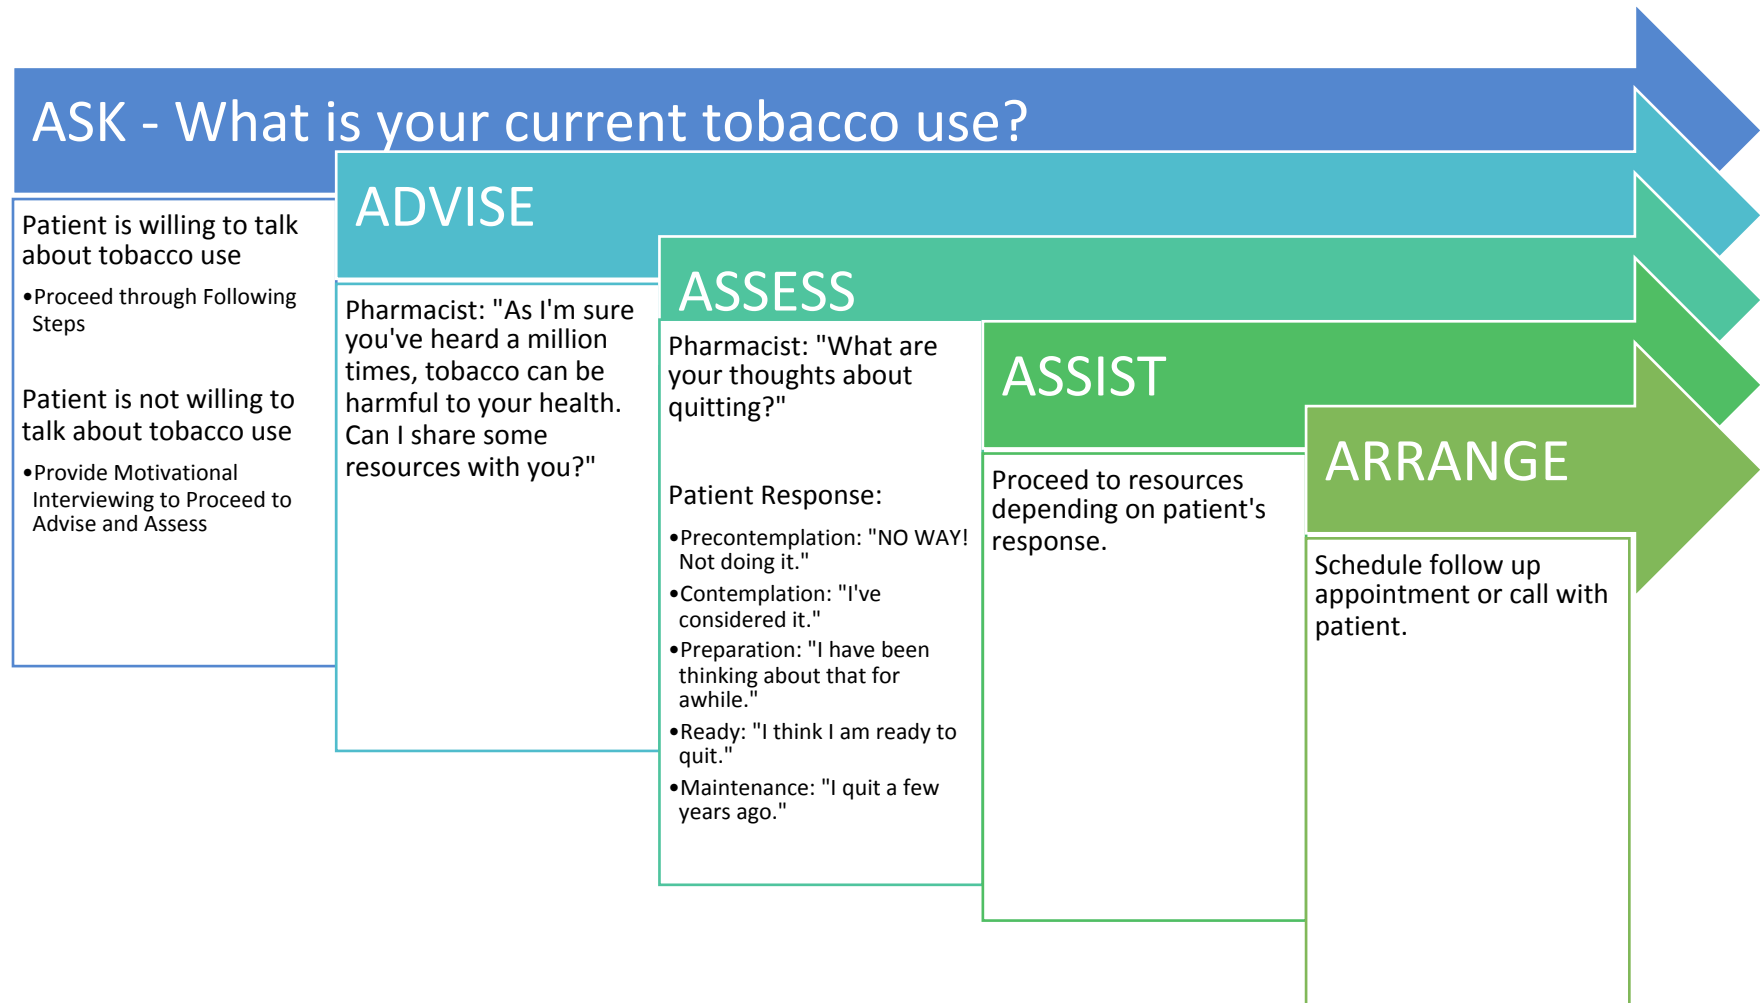 ASK - What is your current tobacco use?
Patient is willing to talk
about tobacco use
•Proceed through Following
Steps
Patient is not willing to
talk about tobacco use
•Provide Motivational
Interviewing to Proceed to
Advise and Assess
ADVISE
Pharmacist: "As I'm sure
you've heard a million
times, tobacco can be
harmful to your health.
Can I share some
resources with you?"
ASSESS
Pharmacist: "What are
your thoughts about
quitting?"
Patient Response:
•Precontemplation: "NO WAY!
Not doing it."
•Contemplation: "I've
considered it."
•Preparation: "I have been
thinking about that for
awhile."
•Ready: "I think I am ready to
quit."
•Maintenance: "I quit a few
years ago."
ASSIST
Proceed to resources
depending on patient's
response.
ARRANGE
Schedule follow up
appointment or call with
patient.